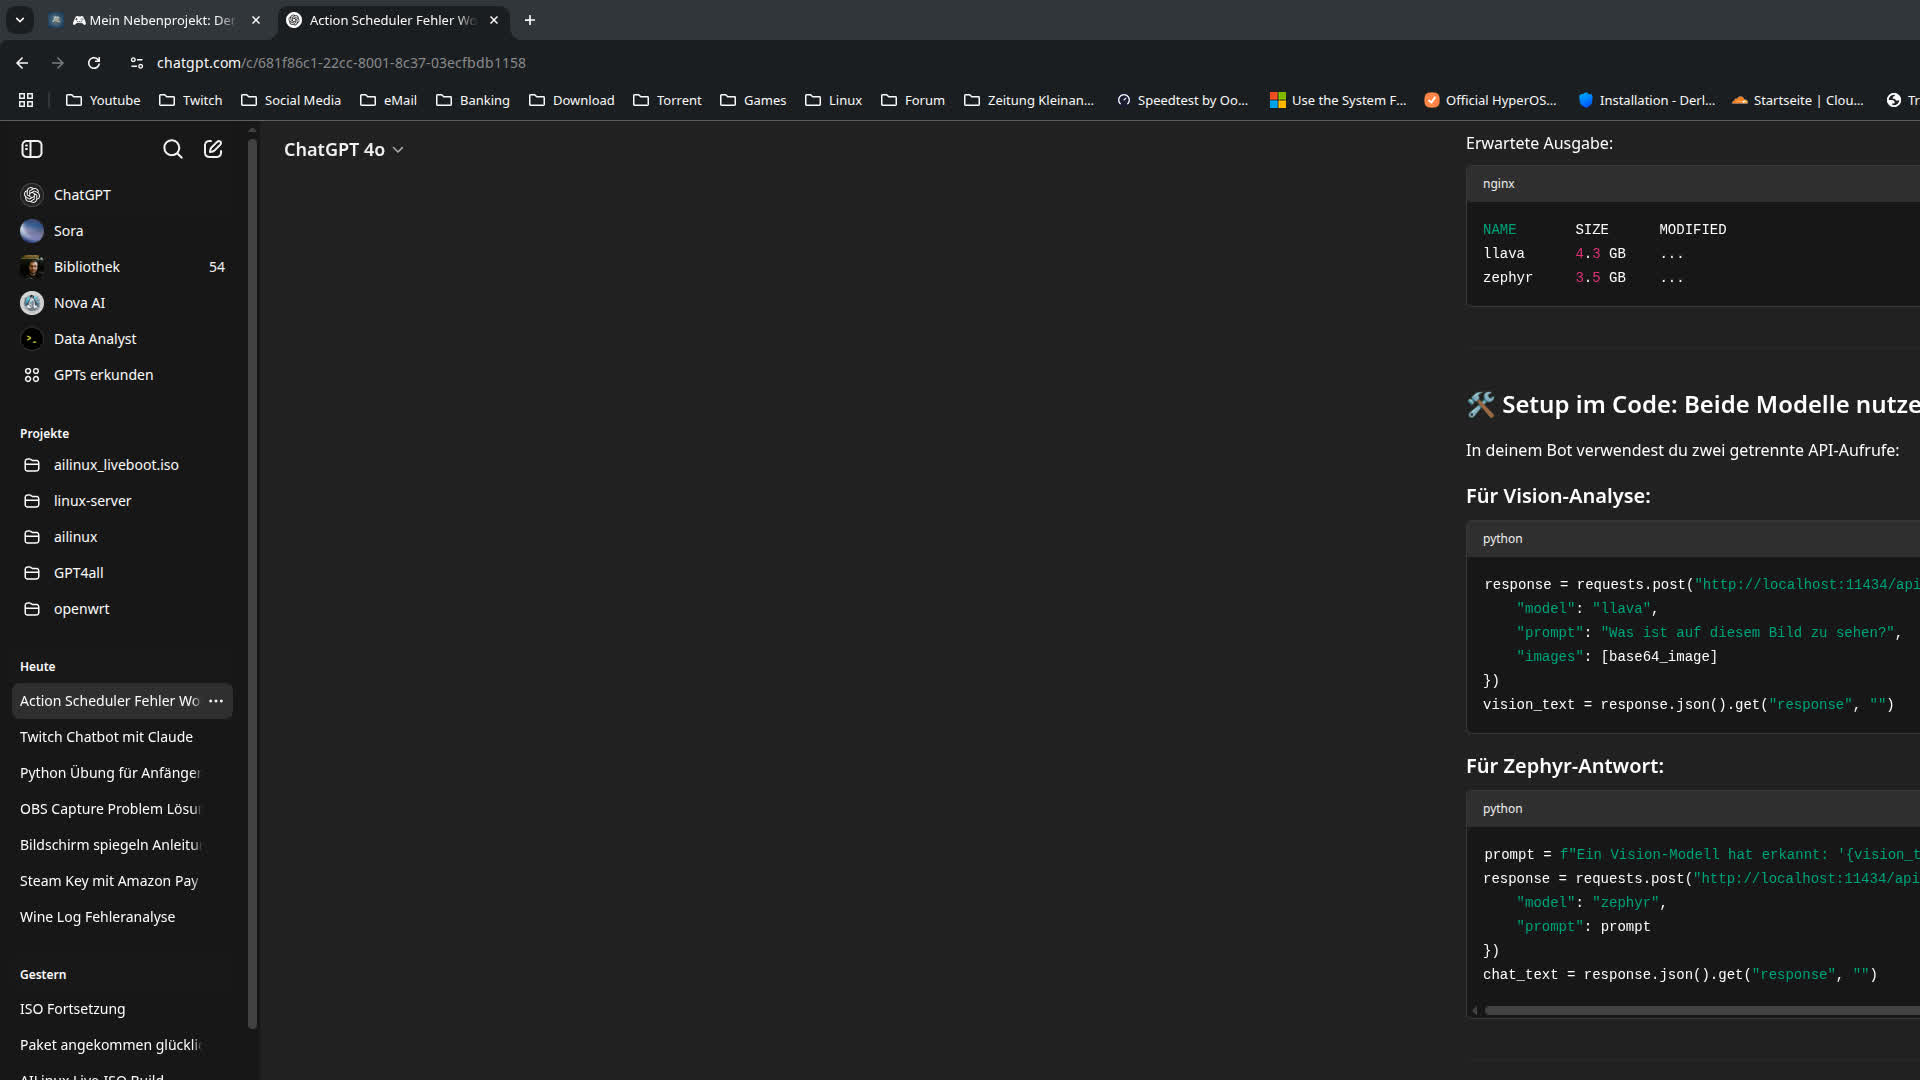 Mein Nebenprojekt: Der
Action Scheduler Fehler Wo
chatgpt.com/c/681f86c1-22cc-8001-8c37-03ecfbdb1158
Youtube
Twitch
Social Media
eMail
Banking
Download
Torrent
Games
Linux
Forum
Zeitung Kleinan...
Speedtest by Oo...
Use the System F...
Official HyperOS...
Installation - Derl...
Startseite | Clou...
Tr
ChatGPT
Sora
Bibliothek 54
Nova AI
Data Analyst
GPTs erkunden
Projekte
ailinux_liveboot.iso
linux-server
ailinux
GPT4all
openwrt
Heute
Action Scheduler Fehler Wo
Twitch Chatbot mit Claude
Python Übung für Anfänger
OBS Capture Problem Lösu
Bildschirm spiegeln Anleitu
Steam Key mit Amazon Pay
Wine Log Fehleranalyse
Gestern
ISO Fortsetzung
Paket angekommen glückli
AILinux Live ISO Build
ChatGPT 4o
Erwartete Ausgabe:
nginx
NAME SIZE MODIFIED
llava 4.3 GB ...
zephyr 3.5 GB ...
🛠️ Setup im Code: Beide Modelle nutze
In deinem Bot verwendest du zwei getrennte API-Aufrufe:
Für Vision-Analyse:
python
response = requests.post("http://localhost:11434/api
"model": "llava",
"prompt": "Was ist auf diesem Bild zu sehen?",
"images": [base64_image]
})
vision_text = response.json().get("response", "")
Für Zephyr-Antwort:
python
prompt = f"Ein Vision-Modell hat erkannt: '{vision_t
response = requests.post("http://localhost:11434/api
"model": "zephyr",
"prompt": prompt
})
chat_text = response.json().get("response", "")